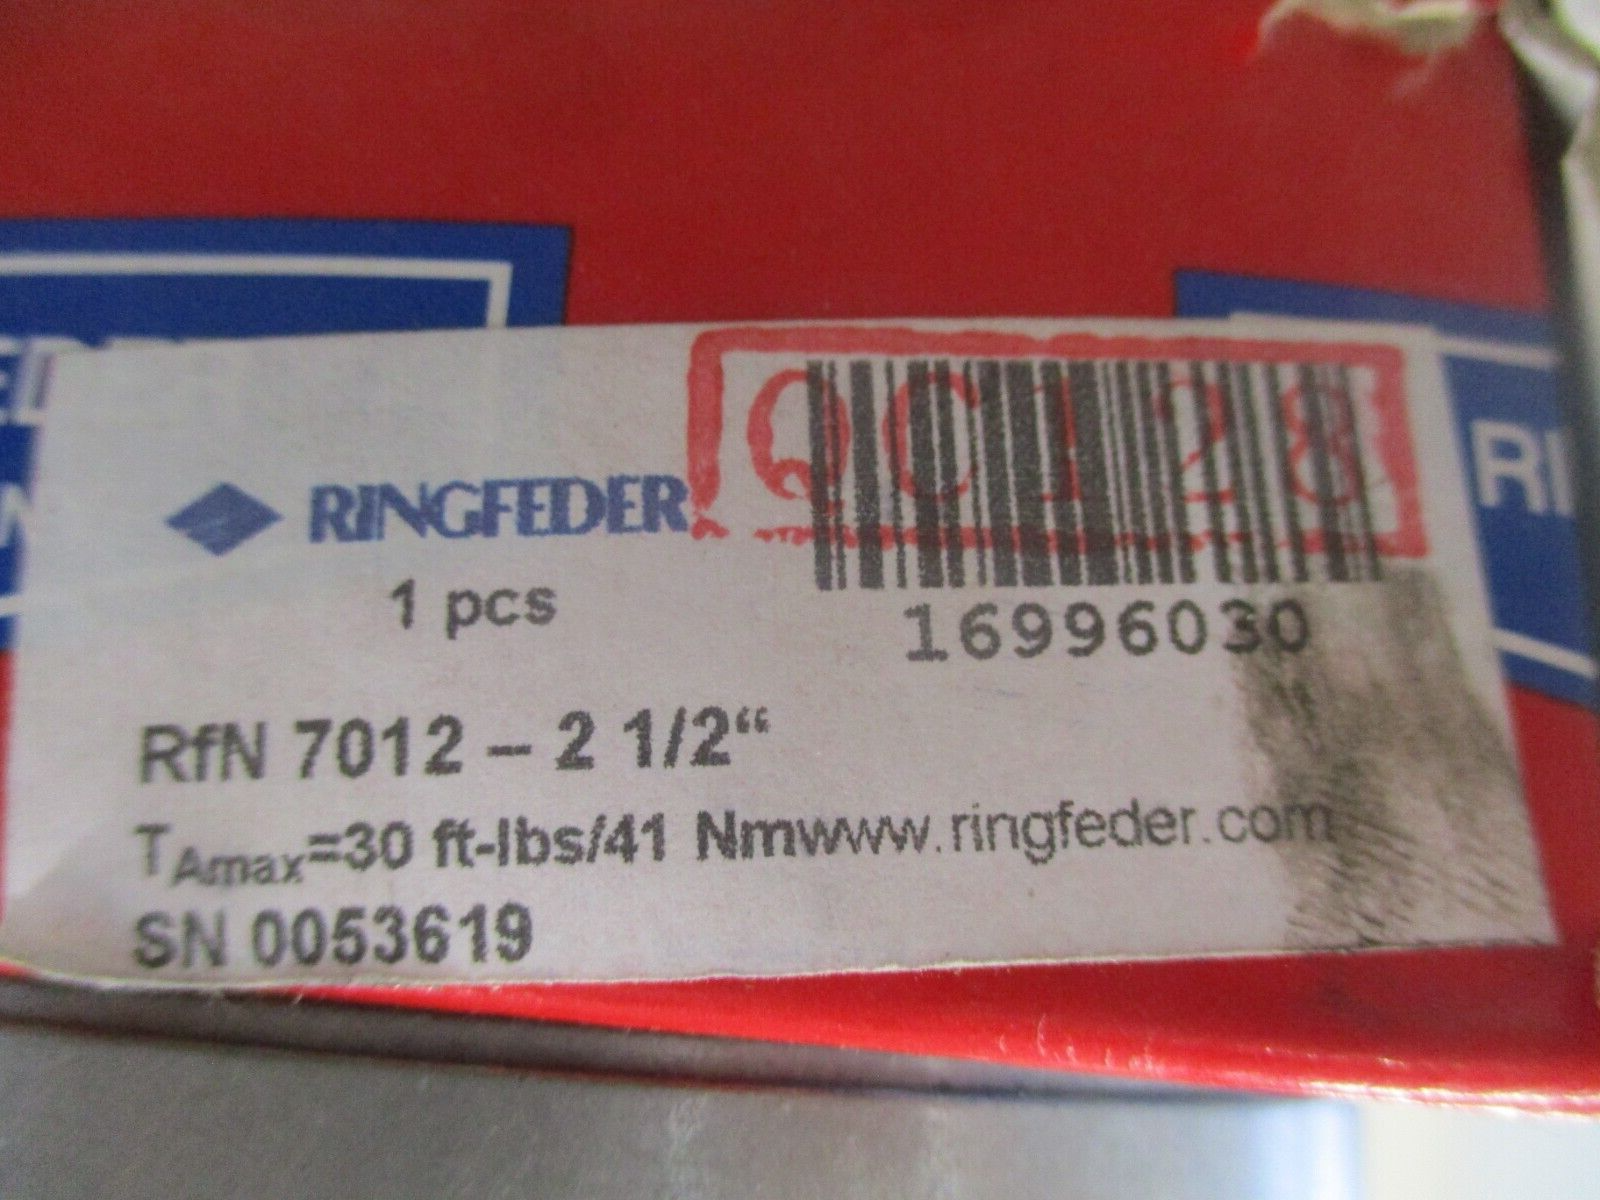 RINGFEDER
QC128
1 pcs
16996030
RfN 7012 – 2 1/2“
TAmax=30 ft-lbs/41 Nmwww.ringfeder.com
SN 0053619